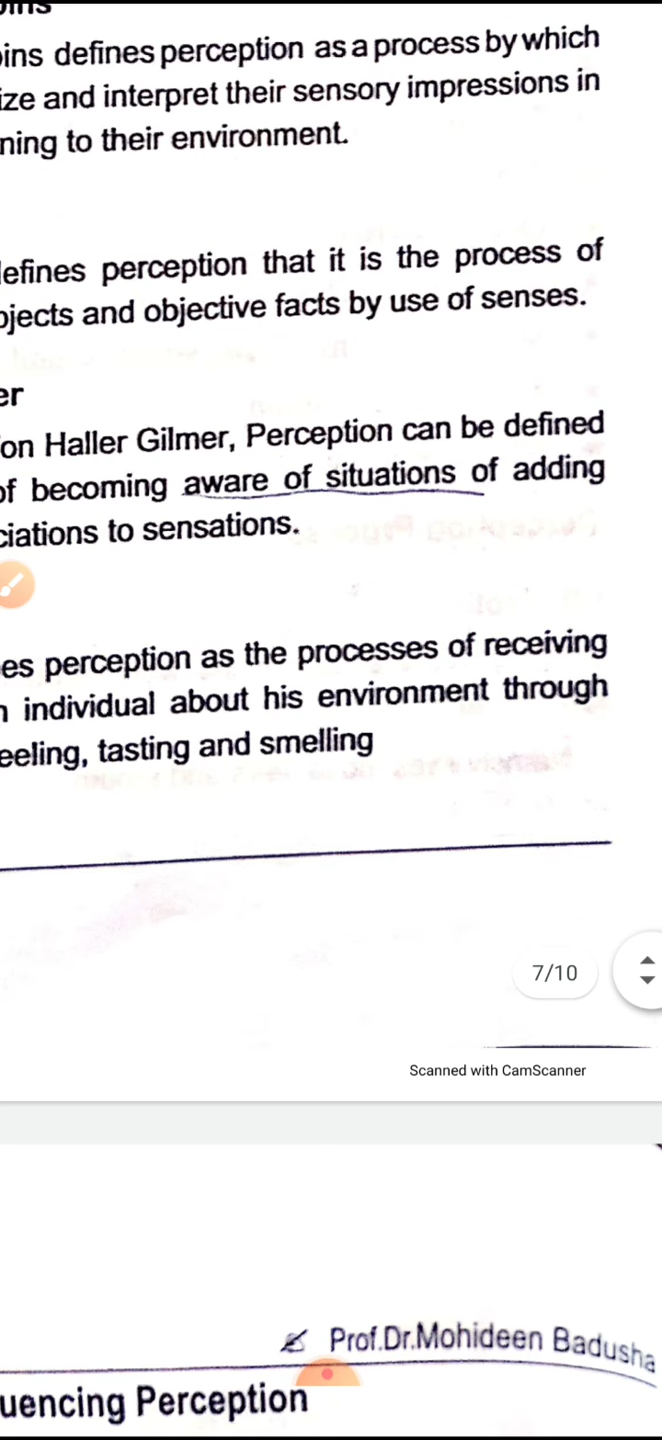 oins
oins defines perception as a process by which
ize and interpret their sensory impressions in
ning to their environment.
efines perception that it is the process of
bjects and objective facts by use of senses.
er
on Haller Gilmer, Perception can be defined
of becoming aware of situations of adding
ciations to sensations.
es perception as the processes of receiving
n individual about his environment through
eeling, tasting and smelling
7/10
Scanned with CamScanner
Prof.Dr.Mohideen Badusha
uencing Perception